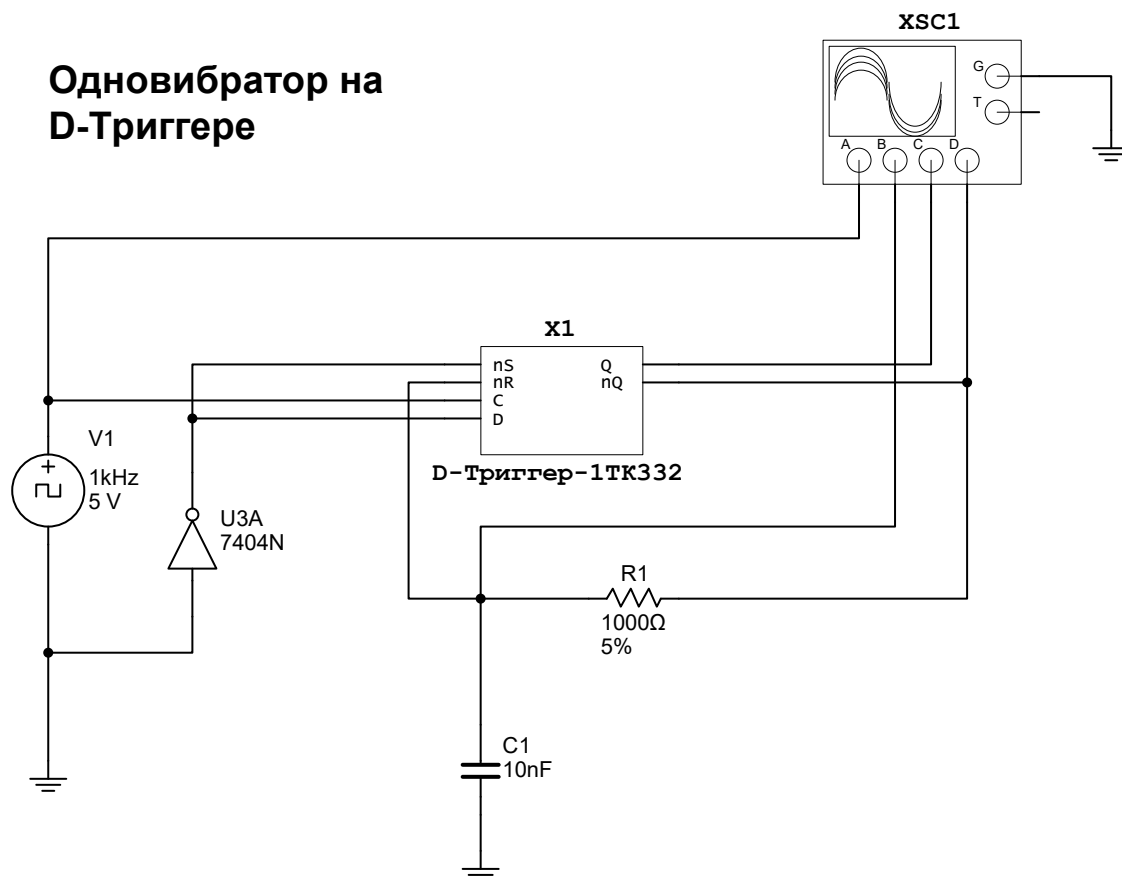 XSC1
Одновибратор на
D-Триггере
G
T
A B C D
X1
nS
nR
C
D
Q
nQ
D-Триггер-1ТК332
V1
1kHz
5 V
U3A
7404N
R1
1000Ω
5%
C1
10nF